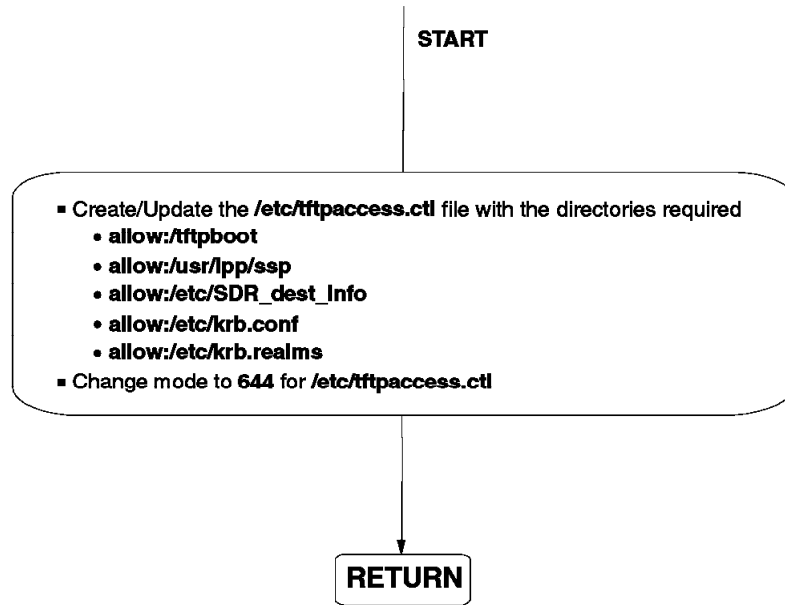 START
▪ Create/Update the /etc/tftpaccess.ctl file with the directories required
• allow:/tftpboot
• allow:/usr/lpp/ssp
• allow:/etc/SDR_dest_Info
• allow:/etc/krb.conf
• allow:/etc/krb.realms
▪ Change mode to 644 for /etc/tftpaccess.ctl
RETURN